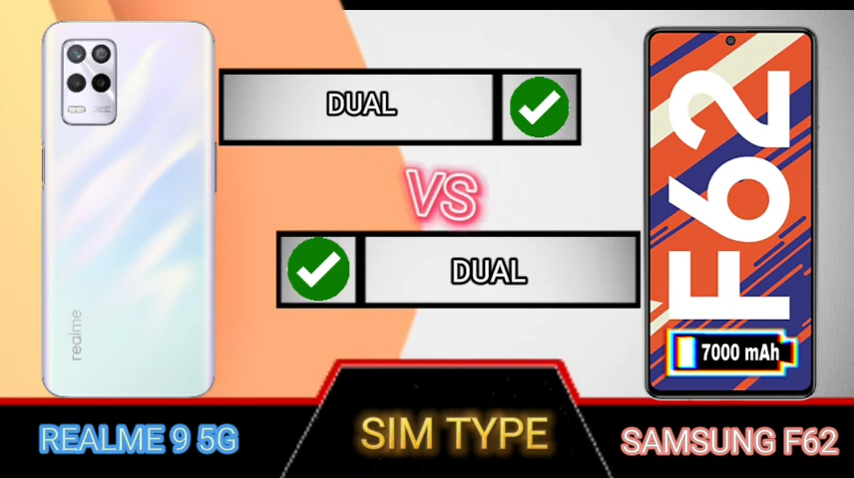 DUAL
VS
DUAL
realme
F62
7000 mAh
REALME 9 5G
SIM TYPE
SAMSUNG F62